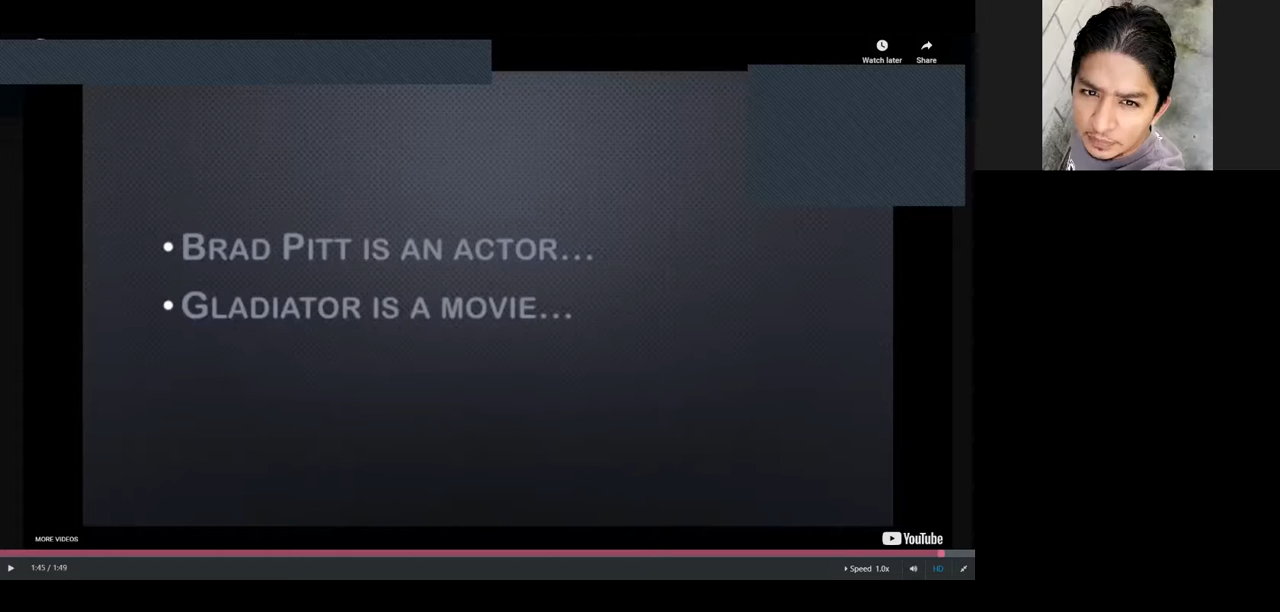 Watch later Share
• BRAD PITT IS AN ACTOR...
• GLADIATOR IS A MOVIE...
MORE VIDEOS
YouTube
1:45 / 1:49
Speed 1.0x
HD